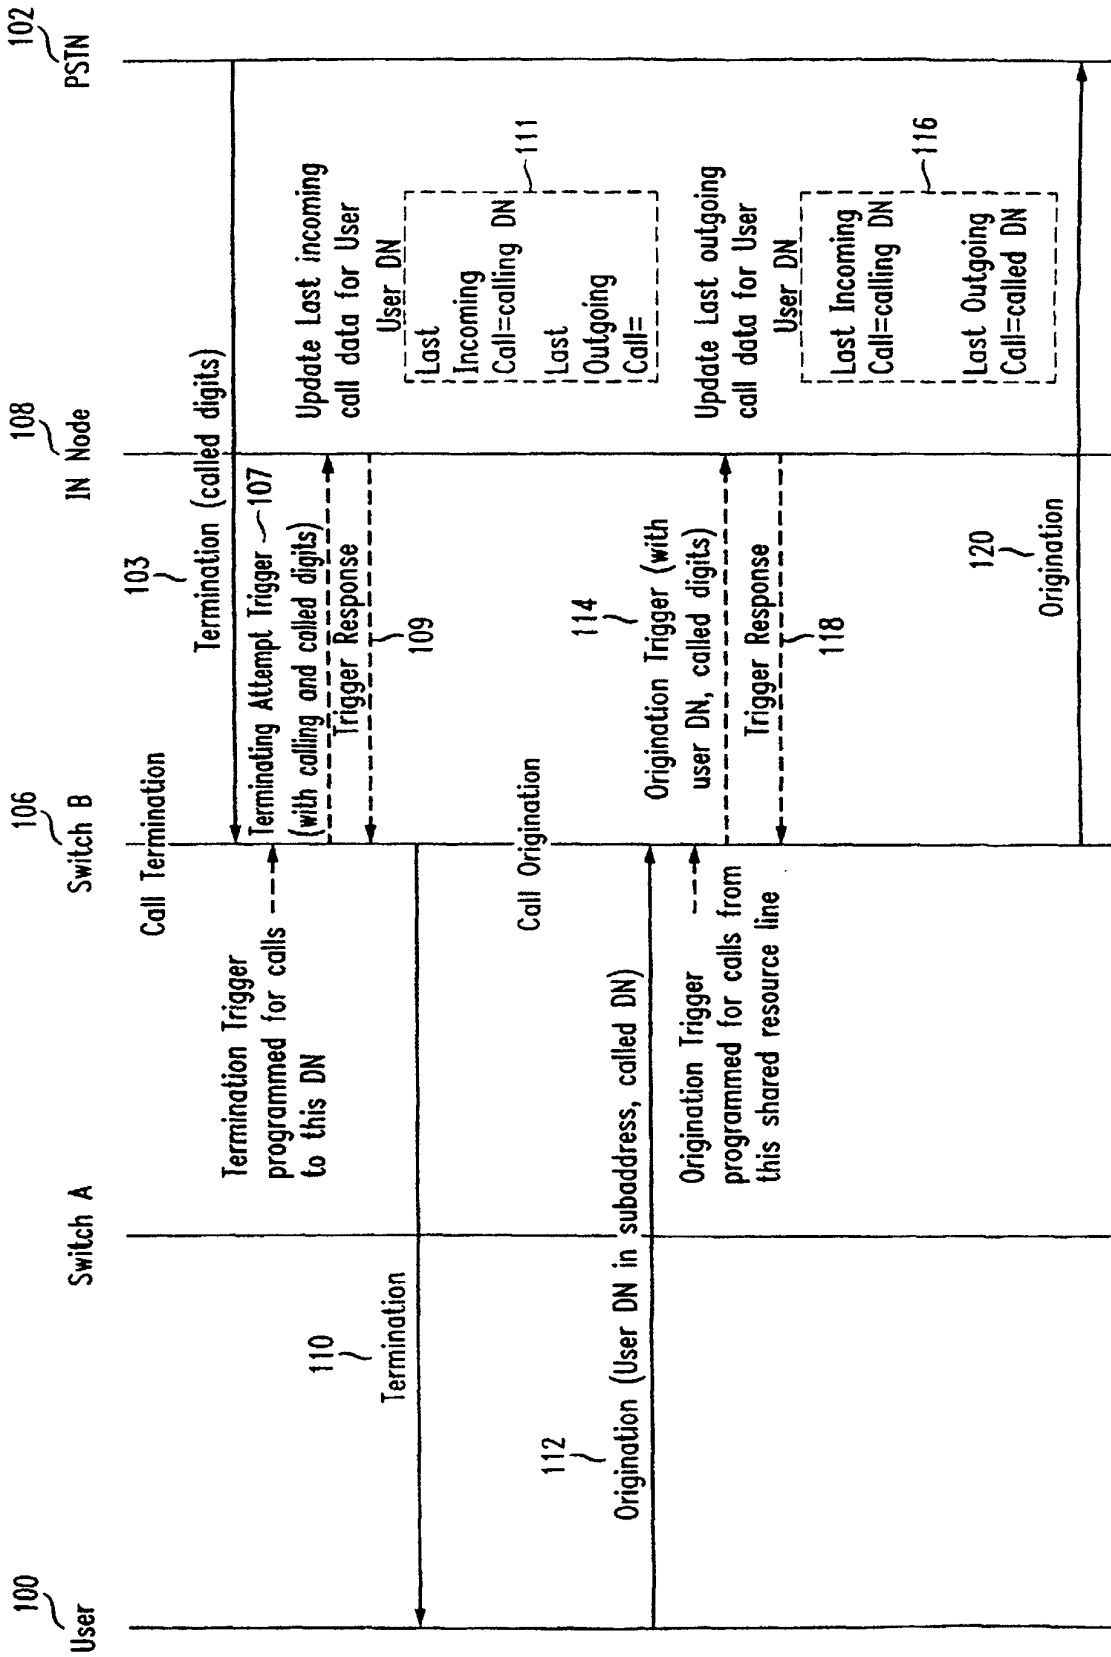 100
User
Switch A
106
Switch B
108
IN Node
102
PSTN
Call Termination
103
Termination (called digits)
Termination Trigger
programmed for calls
to this DN
Terminating Attempt Trigger
107
(with calling and called digits)
Trigger Response
109
Update Last incoming
call data for User
User DN
Last
Incoming
Call=calling DN
Last
Outgoing
Call=
111
110
Termination
Call Origination
112
Origination (User DN in subaddress, called DN)
Origination Trigger
programmed for calls from
this shared resource line
114
Origination Trigger (with
user DN, called digits)
Trigger Response
118
Update Last outgoing
call data for User
User DN
Last Incoming
Call=calling DN
Last Outgoing
Call=called DN
116
120
Origination